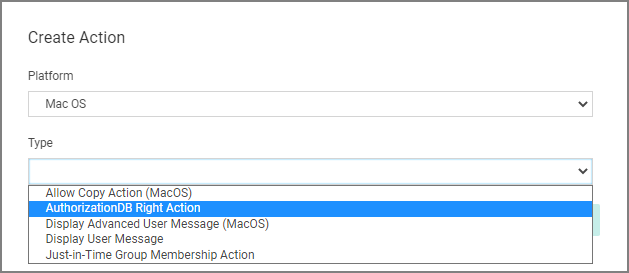 Create Action
Platform
Mac OS
Type
Allow Copy Action (MacOS)
AuthorizationDB Right Action
Display Advanced User Message (MacOS)
Display User Message
Just-in-Time Group Membership Action